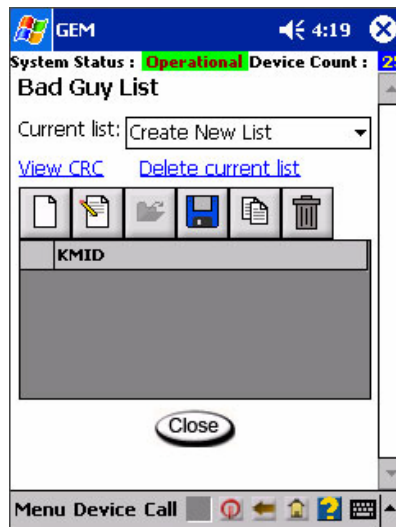 GEM 4:19
System Status : Operational Device Count :
Bad Guy List
Current list: Create New List
View CRC Delete current list
KMID
Close
Menu Device Call